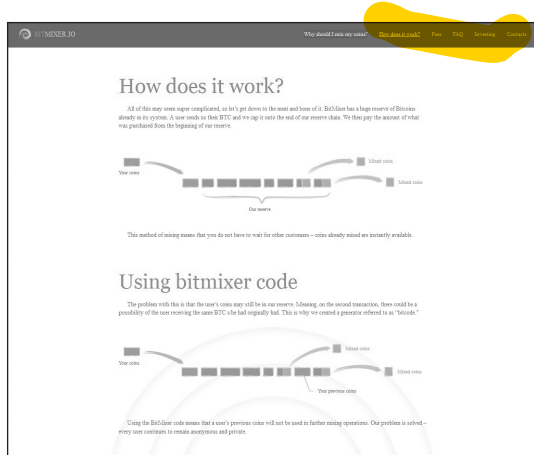 BITMIXER.IO
Why should I mix my coins? How does it work? Fees FAQ Investing Contacts
How does it work?
All of this may seem super complicated, so let's get down to the meat and bone of it. BitMixer has a huge reserve of Bitcoins
already in its system. A user sends us their BTC and we cap it onto the end of our reserve chain. We then pay the amount of what
was purchased from the beginning of our reserve.
Mixed coins
Your coins
Mixed coins
Our reserve
This method of mixing means that you do not have to wait for other customers – coins already mixed are instantly available.
Using bitmixer code
The problem with this is that the user's coins may still be in our reserve. Meaning, on the second transaction, there could be a
possibility of the user receiving the same BTC s/he had originally had. This is why we created a generator referred to as "bitcode."
Mixed coins
Your coins
Mixed coins
Your previous coins
Using the BitMixer code means that a user's previous coins will not be used in further mixing operations. Our problem is solved –
every user continues to remain anonymous and private.